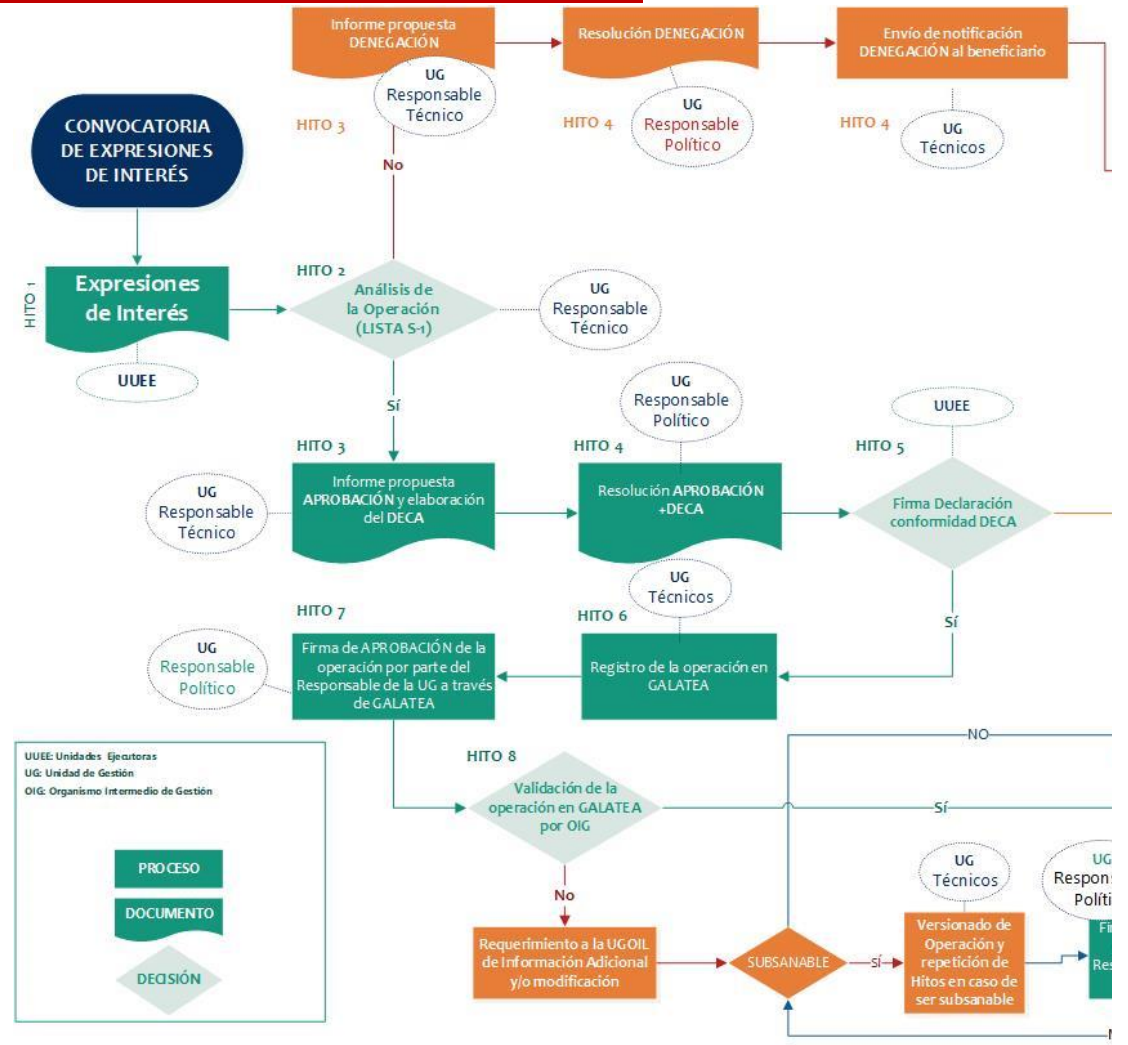 Informe propuesta
DENEGACIÓN
UG
Responsable
Técnico
HITO 3
Resolución DENEGACIÓN
UG
Responsable
Político
HITO 4
Envío de notificación
DENEGACIÓN al beneficiario
UG
Técnicos
HITO 4
No
CONVOCATORIA
DE EXPRESIONES
DE INTERÉS
HITO 1
Expresiones
de Interés
UUEE
HITO 2
Análisis de
la Operación
(LISTA S-1)
UG
Responsable
Técnico
Sí
HITO 3
Informe propuesta
APROBACIÓN y elaboración
del DECA
UG
Responsable
Técnico
HITO 4
UG
Responsable
Político
Resolución APROBACIÓN
+DECA
HITO 5
UUEE
Firma Declaración
conformidad DECA
Sí
HITO 6
UG
Técnicos
Registro de la operación en
GALATEA
HITO 7
Firma de APROBACIÓN de la
operación por parte del
Responsable de la UG a través
de GALATEA
UG
Responsable
Político
HITO 8
Validación de la
operación en GALATEA
por OIG
NO
Sí
No
Requerimiento a la UGOIL
de Información Adicional
y/o modificación
SUBSANABLE
sí
UG
Técnicos
Versionado de
Operación y
repetición de
Hitos en caso de
ser subsanable
UG
Respons
Políti
Fi
Res
UUEE: Unidades Ejecutoras
UG: Unidad de Gestión
OIG: Organismo Intermedio de Gestión
PROCESO
DOCUMENTO
DECISIÓN